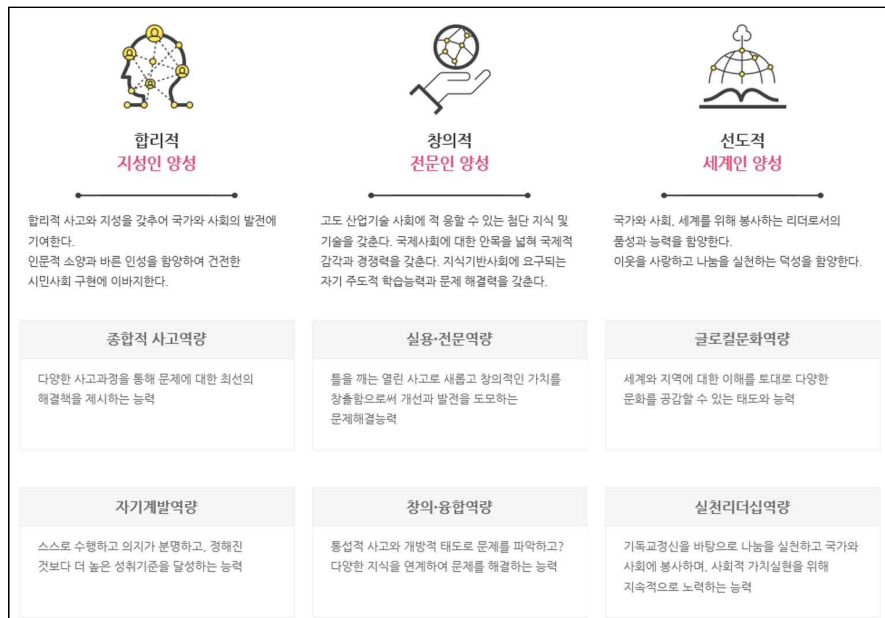 합리적
지성인 양성
합리적 사고와 지성을 갖추어 국가와 사회의 발전에
기여한다.
인문적 소양과 바른 인성을 함양하여 건전한
시민사회 구현에 이바지한다.
종합적 사고역량
다양한 사고과정을 통해 문제에 대한 최선의
해결책을 제시하는 능력
자기계발역량
스스로 수행하고 의지가 분명하고, 정해진
것보다 더 높은 성취기준을 달성하는 능력
창의적
전문인 양성
고도 산업기술 사회에 적 응할 수 있는 첨단 지식 및
기술을 갖춘다. 국제사회에 대한 안목을 넓혀 국제적
감각과 경쟁력을 갖춘다. 지식기반사회에 요구되는
자기 주도적 학습능력과 문제 해결력을 갖춘다.
실용·전문역량
틀을 깨는 열린 사고로 새롭고 창의적인 가치를
창출함으로써 개선과 발전을 도모하는
문제해결능력
창의·융합역량
통섭적 사고와 개방적 태도로 문제를 파악하고?
다양한 지식을 연계하여 문제를 해결하는 능력
선도적
세계인 양성
국가와 사회, 세계를 위해 봉사하는 리더로서의
품성과 능력을 함양한다.
이웃을 사랑하고 나눔을 실천하는 덕성을 함양한다.
글로컬문화역량
세계와 지역에 대한 이해를 토대로 다양한
문화를 공감할 수 있는 태도와 능력
실천리더십역량
기독교정신을 바탕으로 나눔을 실천하고 국가와
사회에 봉사하며, 사회적 가치실현을 위해
지속적으로 노력하는 능력